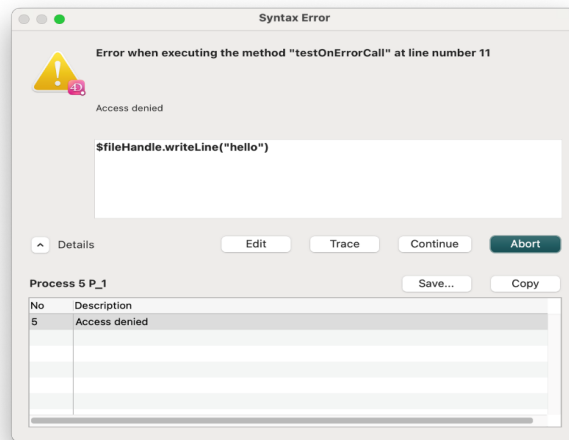 Syntax Error
Error when executing the method "testOnErrorCall" at line number 11
4D
Access denied
$fileHandle.writeLine("hello")
Details
Edit
Trace
Continue
Abort
Process 5 P_1
Save...
Copy
No Description
5 Access denied